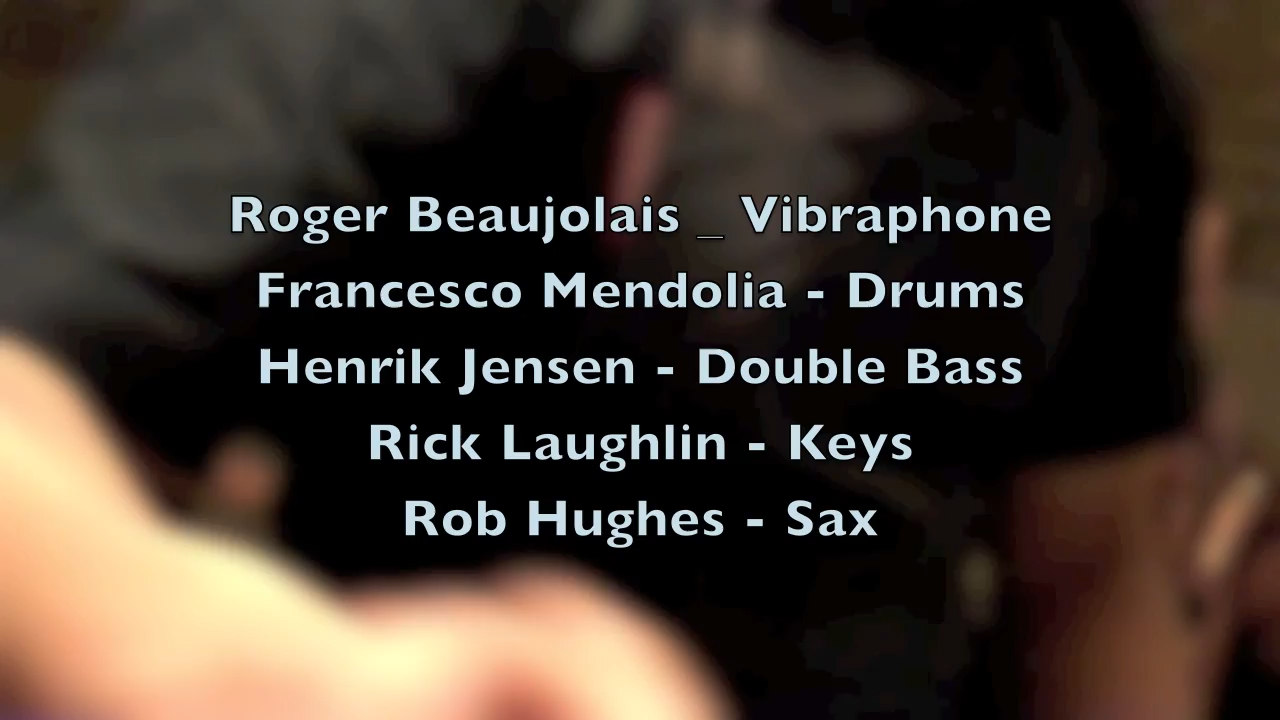 Roger Beaujolais _ Vibraphone
Francesco Mendolia - Drums
Henrik Jensen - Double Bass
Rick Laughlin - Keys
Rob Hughes - Sax